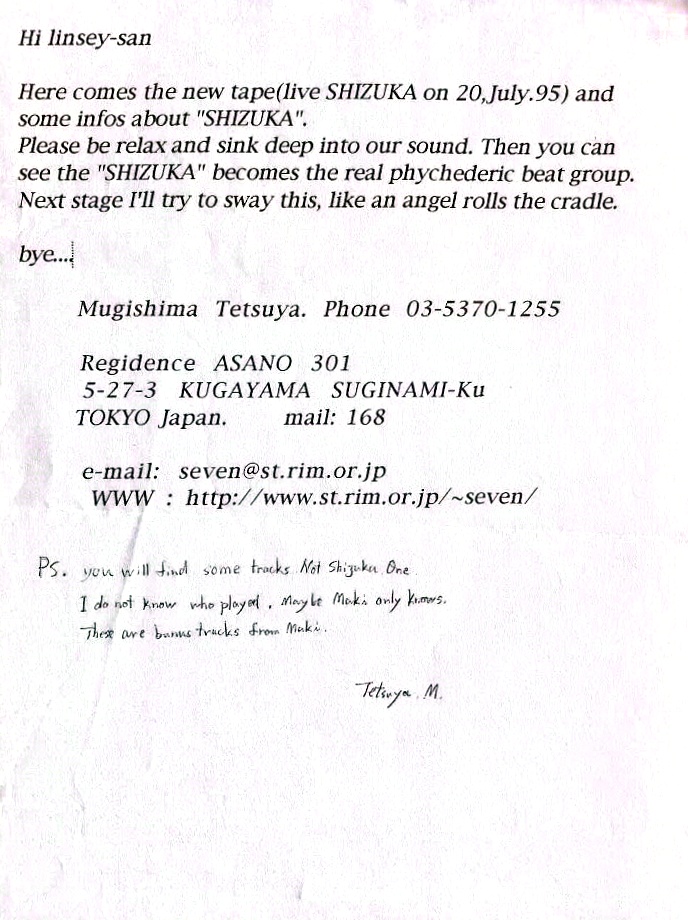 Hi linsey-san
Here comes the new tape(live SHIZUKA on 20,July.95) and
some infos about "SHIZUKA".
Please be relax and sink deep into our sound. Then you can
see the "SHIZUKA" becomes the real phychederic beat group.
Next stage I'll try to sway this, like an angel rolls the cradle.
bye...
Mugishima Tetsuya. Phone 03-5370-1255
Regidence ASANO 301
5-27-3 KUGAYAMA SUGINAMI-Ku
TOKYO Japan. mail: 168
e-mail: seven@st.rim.or.jp
WWW : http://www.st.rim.or.jp/~seven/
Ps. you will find some tracks Not Shizuka One
I do not know who played, Maybe Maki only knows.
These are bunus tracks from Maki.
Tetsuya. M.